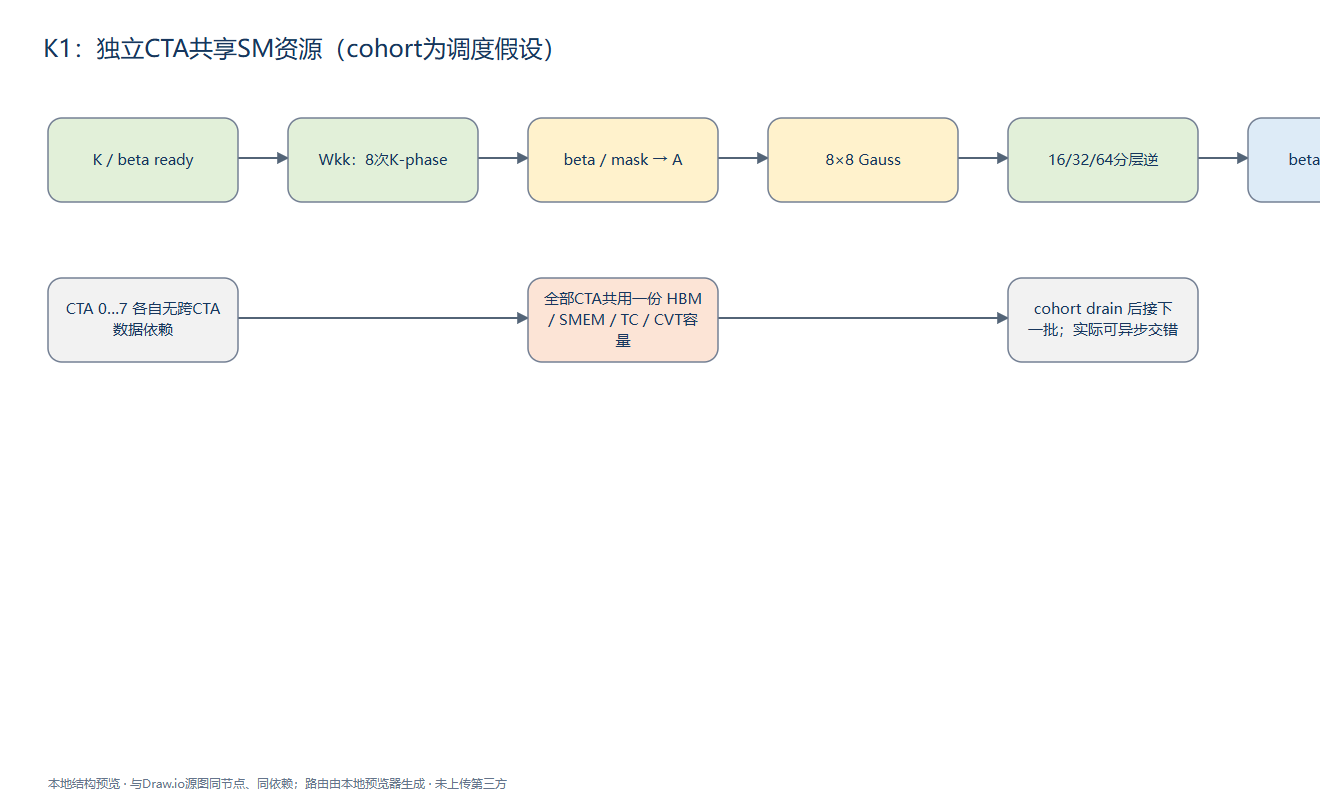 K1：独立CTA共享SM资源（cohort为调度假设）
K / beta ready
Wkk：8次K-phase
beta / mask → A
8×8 Gauss
16/32/64分层逆
beta
CTA 0...7 各自无跨CTA
数据依赖
全部CTA共用一份 HBM
/ SMEM / TC / CVT容
量
cohort drain 后接下
一批；实际可异步交错
本地结构预览 · 与Draw.io源图同节点、同依赖；路由由本地预览器生成 · 未上传第三方